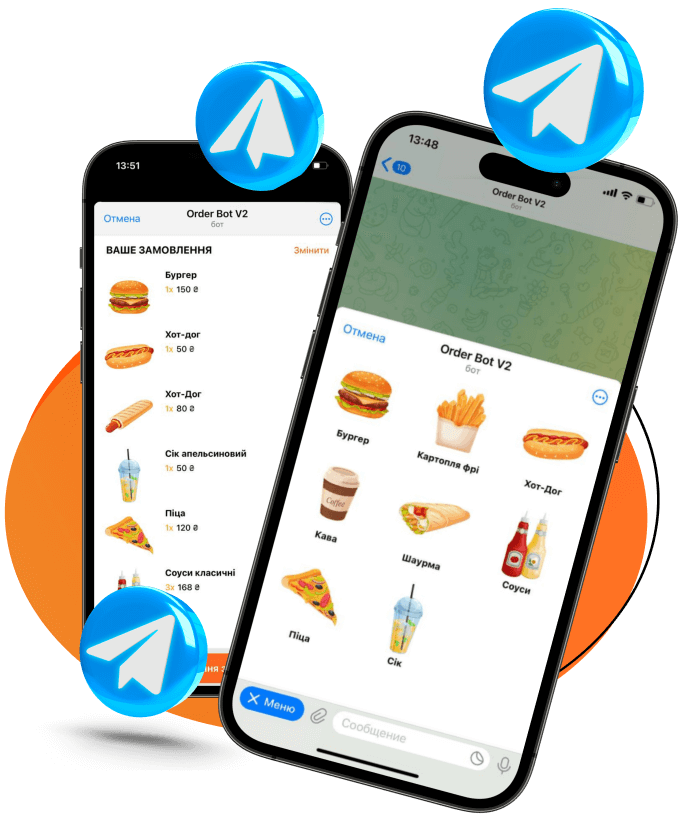 13:51
Отмена
Order Bot V2
бот
ВАШЕ ЗАМОВЛЕННЯ
Змінити
Бургер
1x 150 ₴
Хот-дог
1x 50 ₴
Хот-Дог
1x 80 ₴
Сік апельсиновий
1x 50 ₴
Піца
1x 120 ₴
Соуси класичні
3x 168 ₴
13:48
10
Order Bot V2
бот
Отмена
Order Bot V2
бот
Бургер
Картопля фрі
Хот-Дог
Coffee
Кава
Шаурма
Соуси
Піца
Сік
Меню
Сообщение